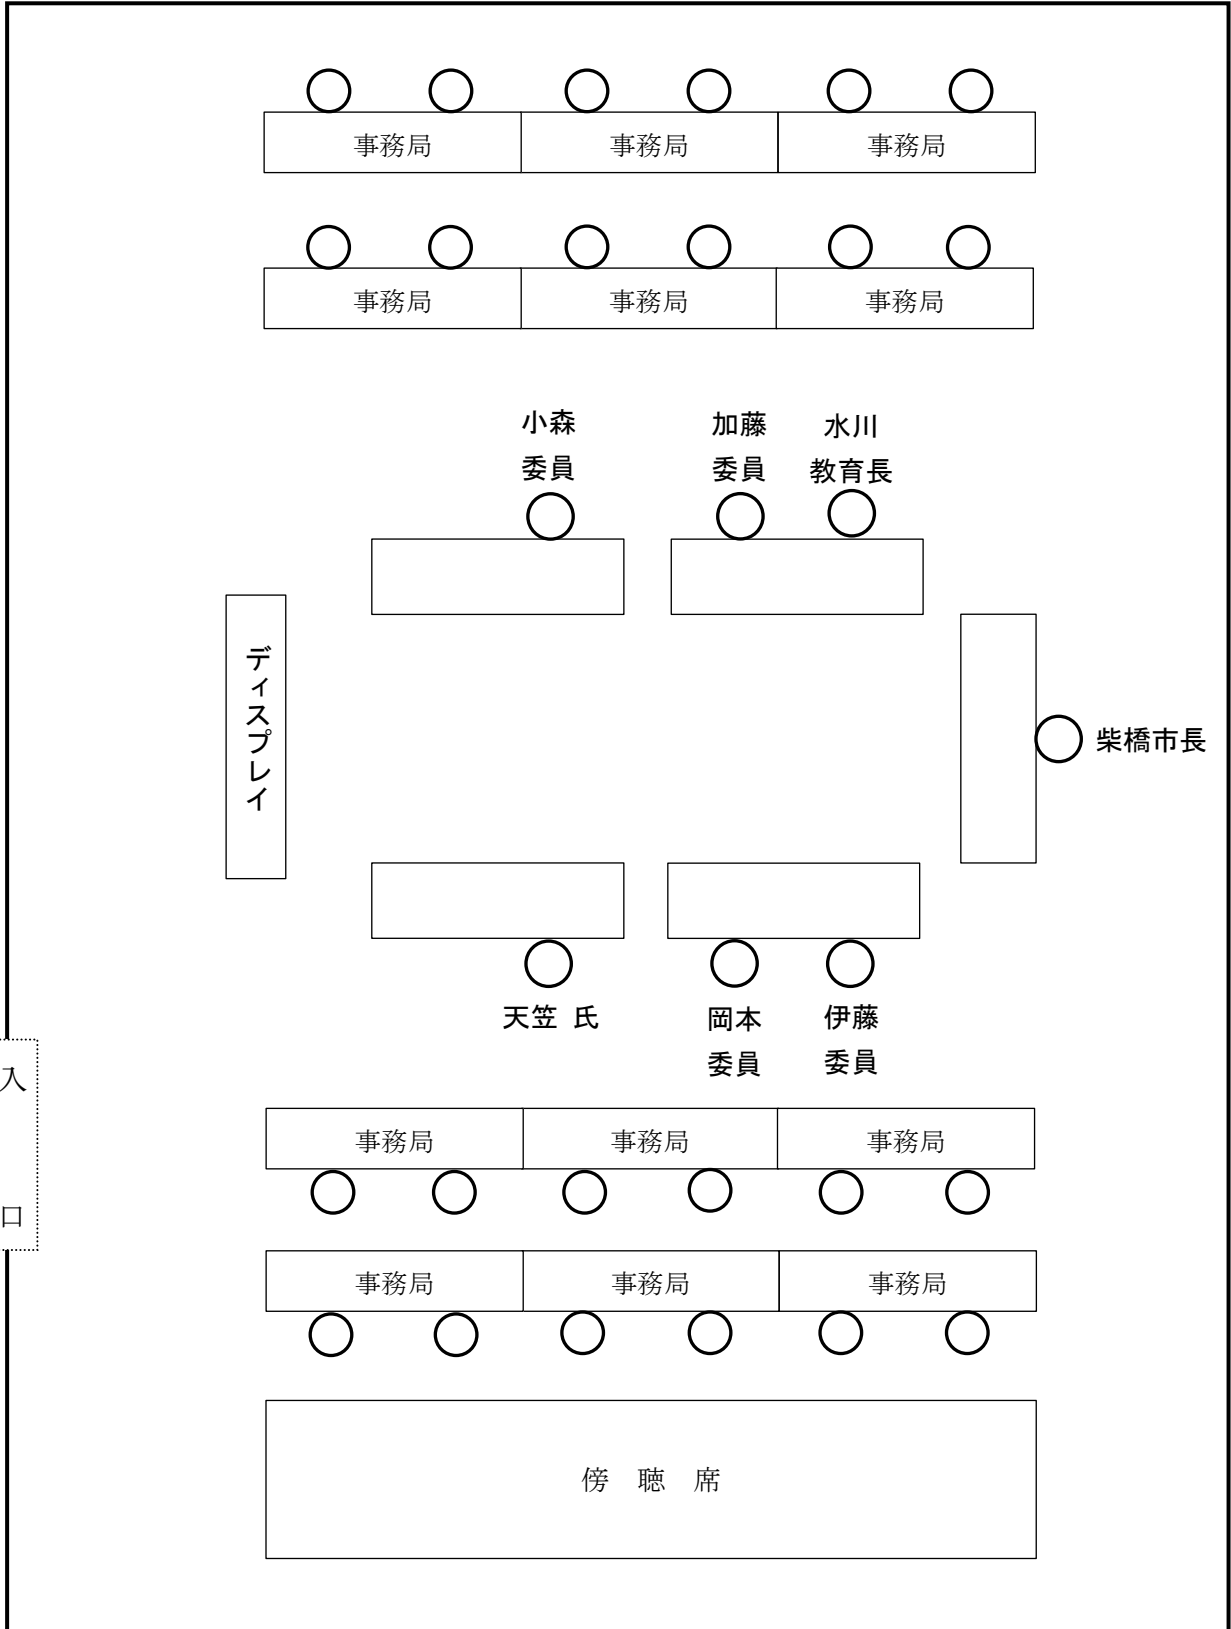 事務局 事務局 事務局
事務局 事務局 事務局
小森
委員
加藤
委員
水川
教育長
ディスプレイ
柴橋市長
天笠 氏
岡本
委員
伊藤
委員
入口
事務局 事務局 事務局
事務局 事務局 事務局
傍 聴 席